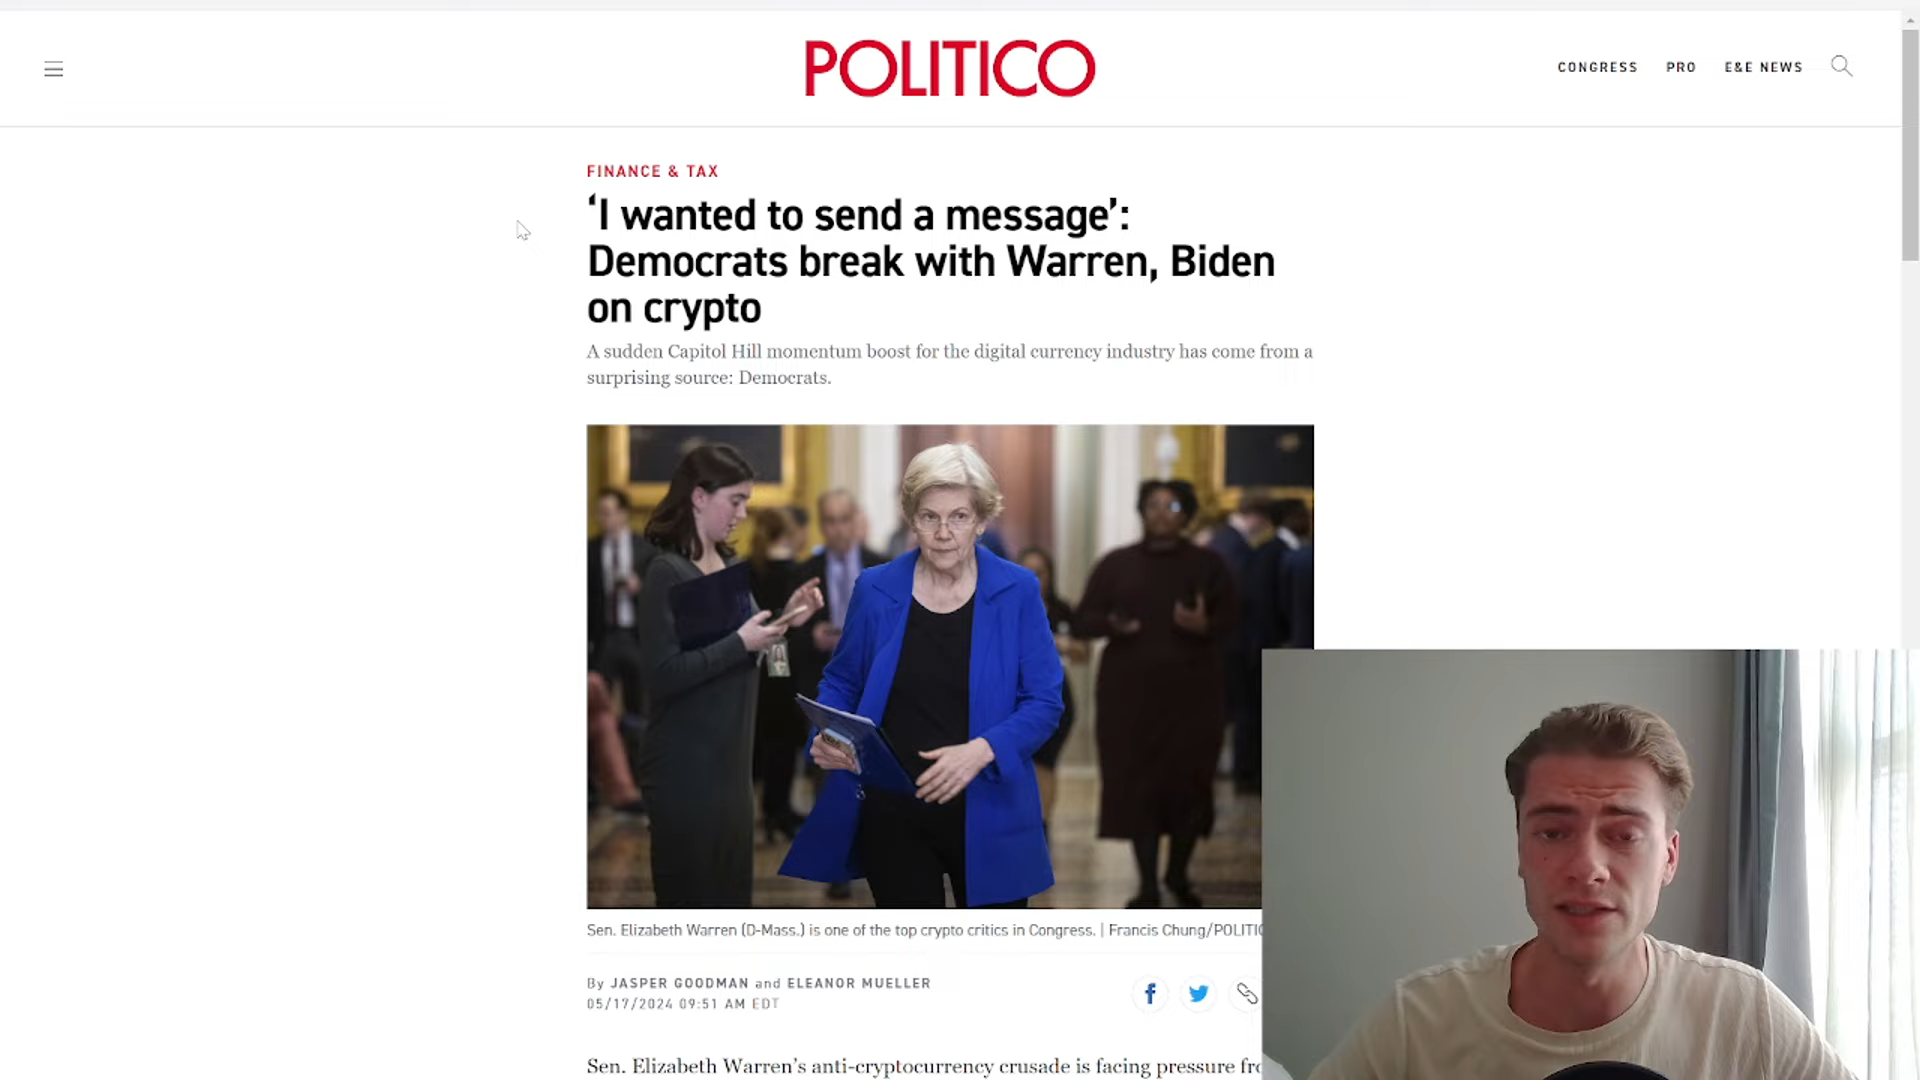 POLITICO
CONGRESS PRO E&E NEWS
FINANCE & TAX
‘I wanted to send a message’:
Democrats break with Warren, Biden
on crypto
A sudden Capitol Hill momentum boost for the digital currency industry has come from a
surprising source: Democrats.
Sen. Elizabeth Warren (D-Mass.) is one of the top crypto critics in Congress. | Francis Chung/POLITIC
By JASPER GOODMAN and ELEANOR MUELLER
05/17/2024 09:51 AM EDT
Sen. Elizabeth Warren’s anti-cryptocurrency crusade is facing pressure fro